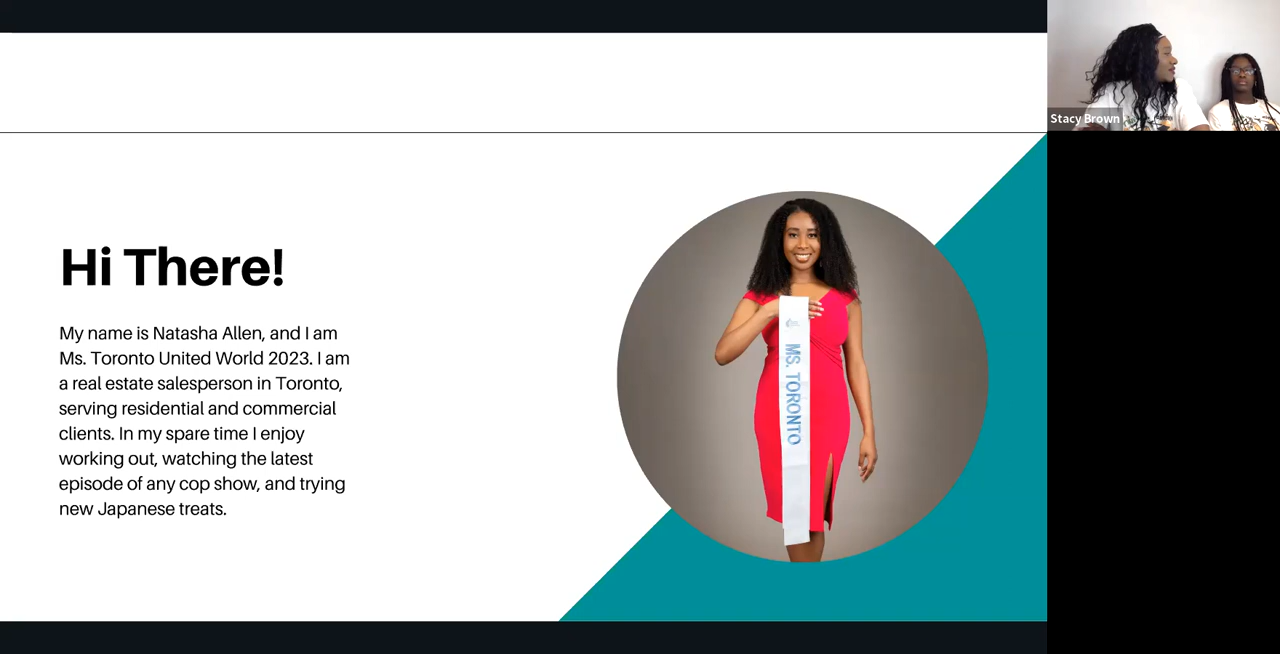 Stacy Brown
Hi There!
My name is Natasha Allen, and I am
Ms. Toronto United World 2023. I am
a real estate salesperson in Toronto,
serving residential and commercial
clients. In my spare time I enjoy
working out, watching the latest
episode of any cop show, and trying
new Japanese treats.
MS. TORONTO